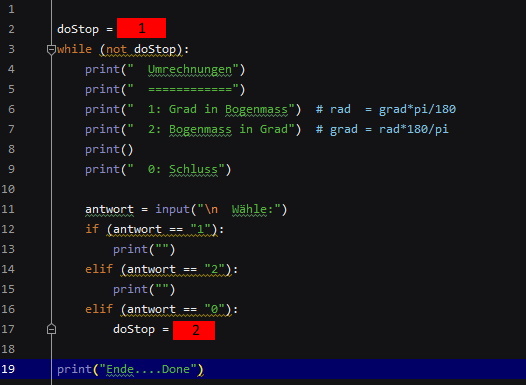 1
2 doStop = 1
3 while (not doStop):
4 print("  Umrechnungen")
5 print("  ============")
6 print("  1: Grad in Bogenmass")  # rad  = grad*pi/180
7 print("  2: Bogenmass in Grad")  # grad = rad*180/pi
8 print()
9 print("  0: Schluss")
10
11 antwort = input("\n  Wähle:")
12 if (antwort == "1"):
13 print("")
14 elif (antwort == "2"):
15 print("")
16 elif (antwort == "0"):
17 doStop = 2
18
19 print("Ende....Done")